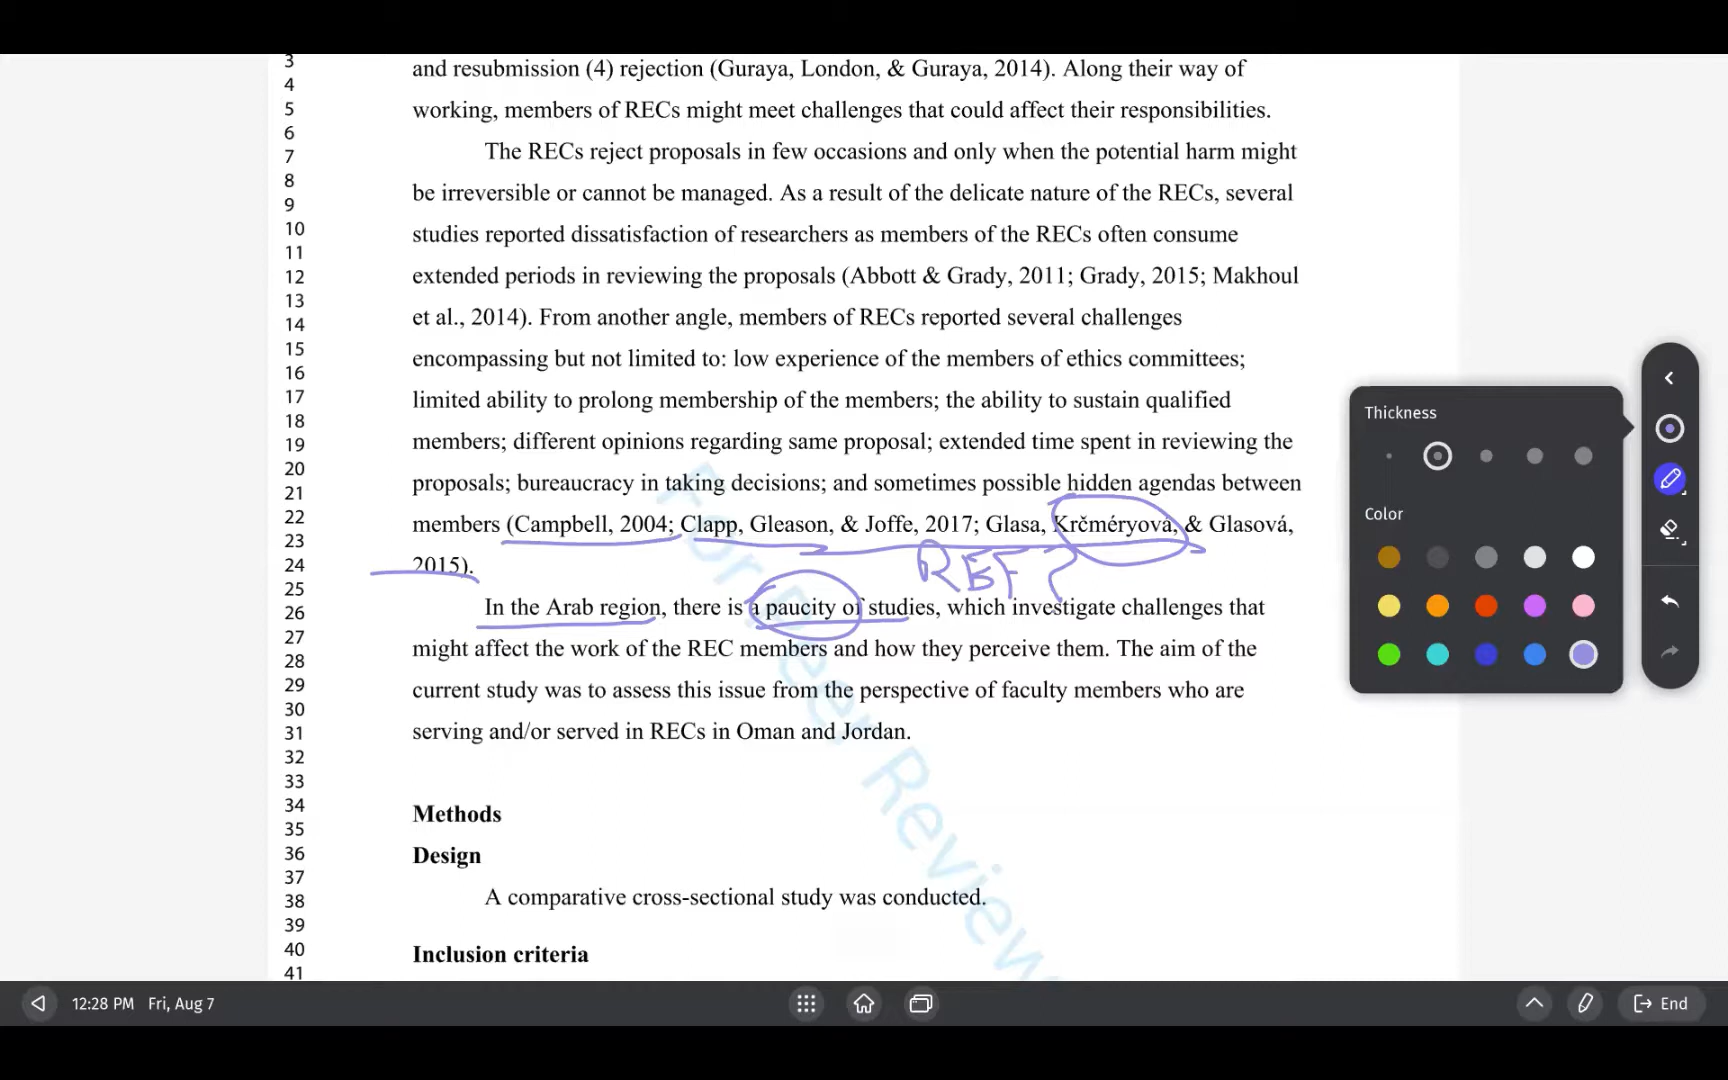 3
and resubmission (4) rejection (Guraya, London, & Guraya, 2014). Along their way of
4
5
working, members of RECs might meet challenges that could affect their responsibilities.
6
7
The RECs reject proposals in few occasions and only when the potential harm might
8
be irreversible or cannot be managed. As a result of the delicate nature of the RECs, several
9
10
studies reported dissatisfaction of researchers as members of the RECs often consume
11
12
extended periods in reviewing the proposals (Abbott & Grady, 2011; Grady, 2015; Makhoul
13
14
et al., 2014). From another angle, members of RECs reported several challenges
15
encompassing but not limited to: low experience of the members of ethics committees;
16
17
limited ability to prolong membership of the members; the ability to sustain qualified
18
19
members; different opinions regarding same proposal; extended time spent in reviewing the
20
21
proposals; bureaucracy in taking decisions; and sometimes possible hidden agendas between
22
members (Campbell, 2004; Clapp, Gleason, & Joffe, 2017; Glasa, Krčméryová, & Glasová,
23
24
2015).
REF?
25
26
In the Arab region, there is a paucity of studies, which investigate challenges that
27
might affect the work of the REC members and how they perceive them. The aim of the
28
29
current study was to assess this issue from the perspective of faculty members who are
30
31
serving and/or served in RECs in Oman and Jordan.
32
33
34
Methods
35
36
Design
37
38
A comparative cross-sectional study was conducted.
39
40
Inclusion criteria
41
For Peer Review
Thickness
Color
12:28 PM Fri, Aug 7
End